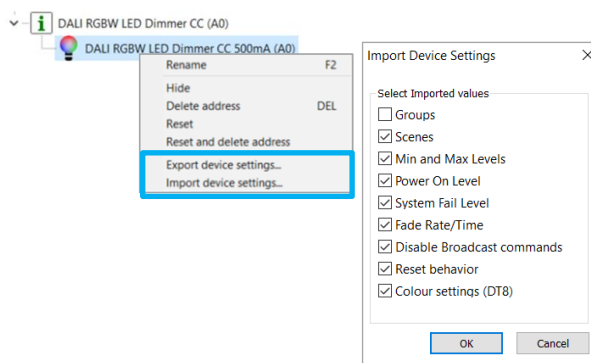 DALI RGBW LED Dimmer CC (A0)
DALI RGBW LED Dimmer CC 500mA (A0)
Rename F2
Hide
Delete address DEL
Reset
Reset and delete address
Export device settings...
Import device settings...
Import Device Settings
Select Imported values
Groups
Scenes
Min and Max Levels
Power On Level
System Fail Level
Fade Rate/Time
Disable Broadcast commands
Reset behavior
Colour settings (DT8)
OK Cancel